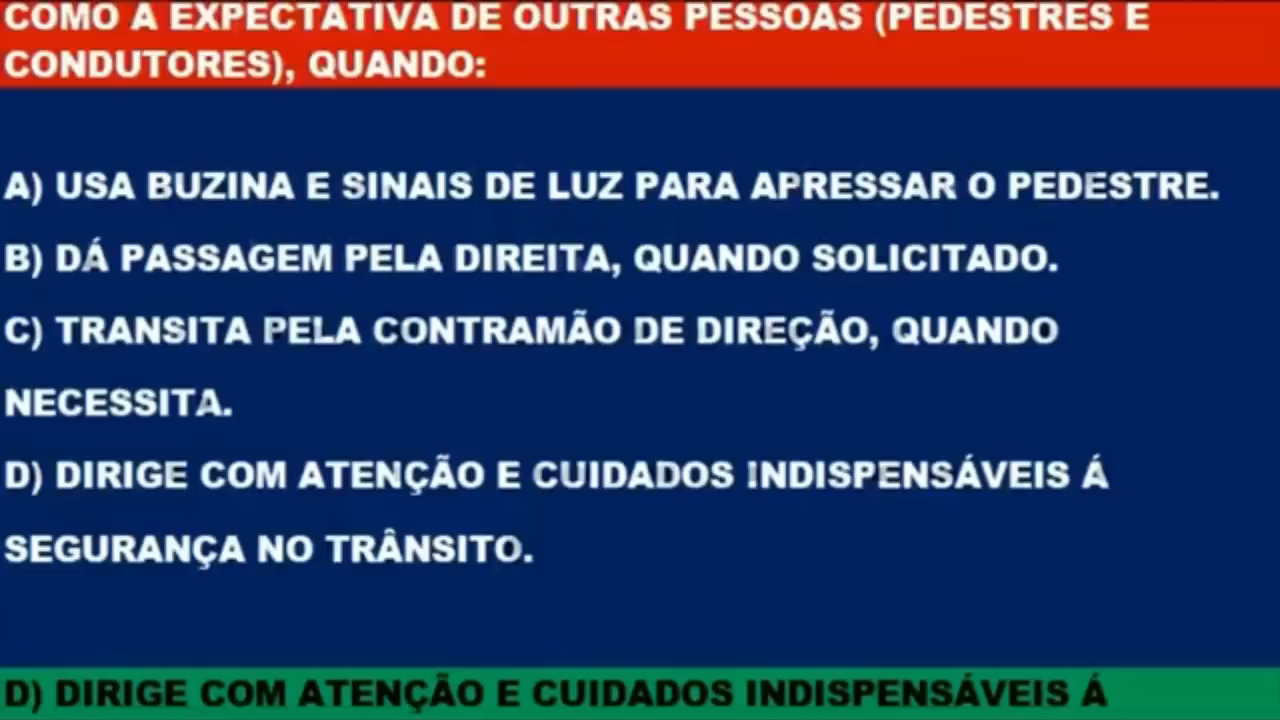 COMO A EXPECTATIVA DE OUTRAS PESSOAS (PEDESTRES E
CONDUTORES), QUANDO:
A) USA BUZINA E SINAIS DE LUZ PARA APRESSAR O PEDESTRE.
B) DÁ PASSAGEM PELA DIREITA, QUANDO SOLICITADO.
C) TRANSITA PELA CONTRAMÃO DE DIREÇÃO, QUANDO
NECESSITA.
D) DIRIGE COM ATENÇÃO E CUIDADOS INDISPENSÁVEIS Á
SEGURANÇA NO TRÂNSITO.
D) DIRIGE COM ATENÇÃO E CUIDADOS INDISPENSÁVEIS Á